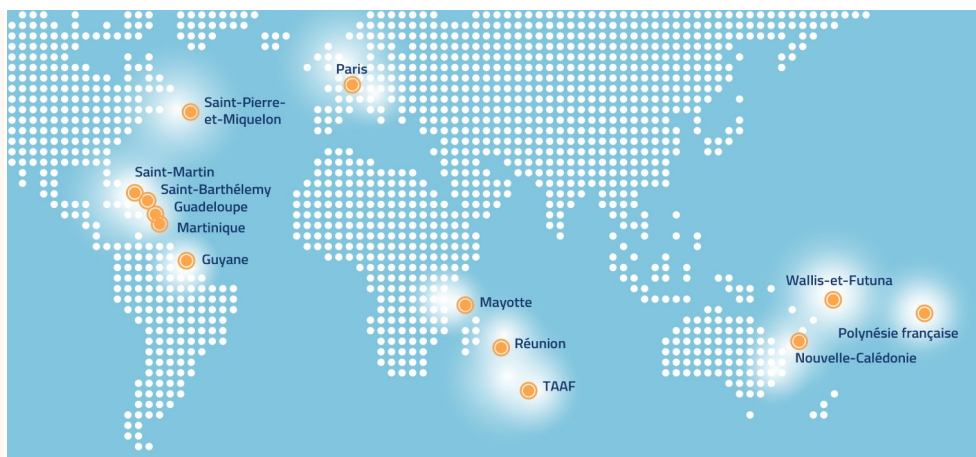 Paris
Saint-Pierre-
et-Miquelon
Saint-Martin
Saint-Barthélemy
Guadeloupe
Martinique
Guyane
Mayotte
Réunion
TAAF
Wallis-et-Futuna
Polynésie française
Nouvelle-Calédonie